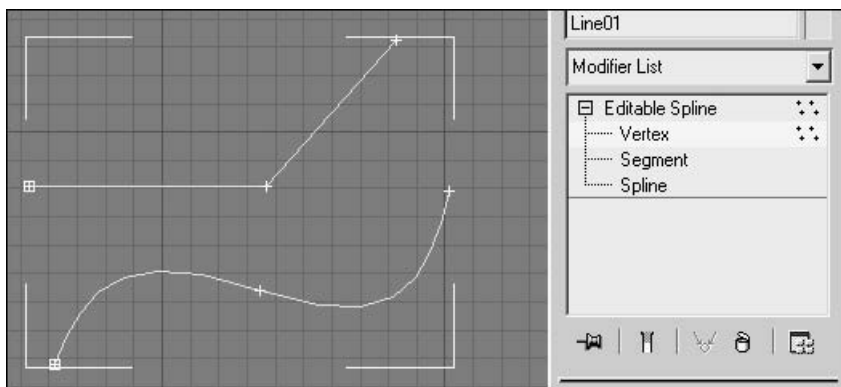 Line01
Modifier List
Editable Spline
Vertex
Segment
Spline